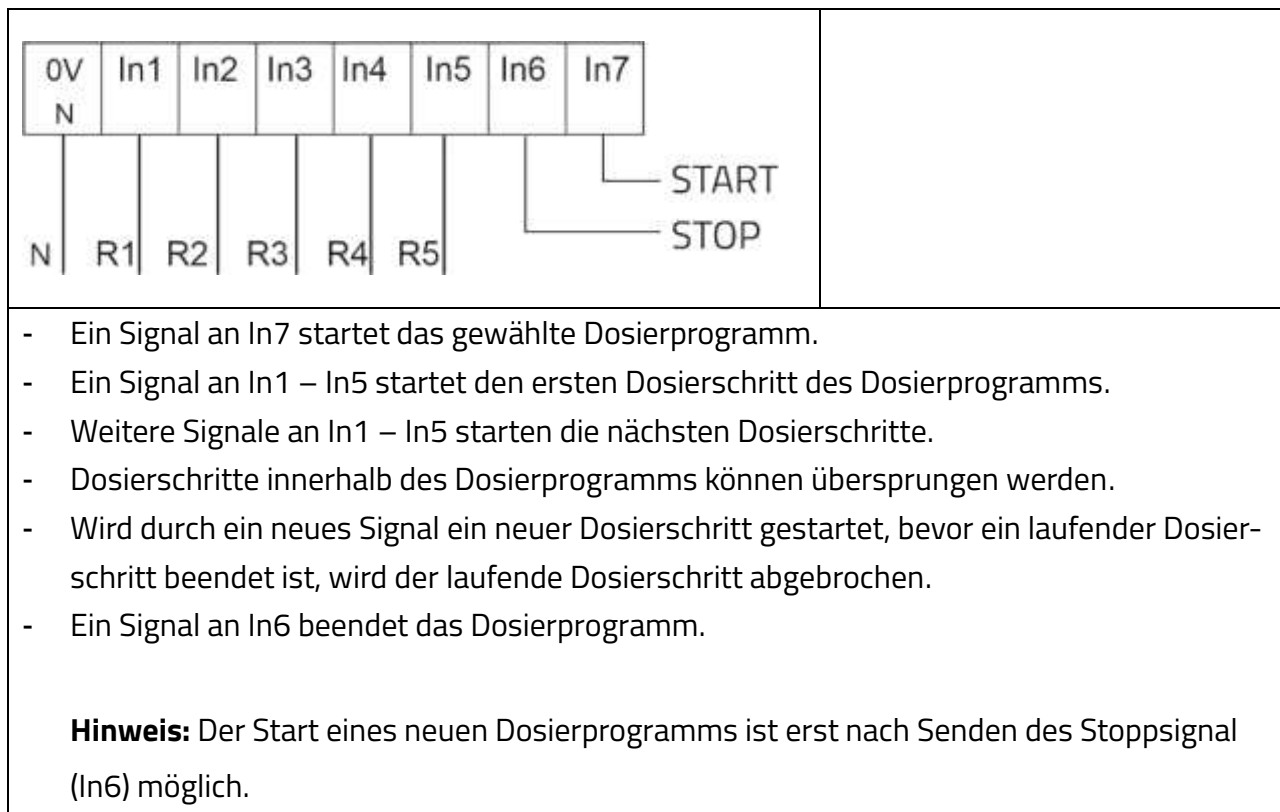 0V In1 In2 In3 In4 In5 In6 In7
N
START
STOP
N R1 R2 R3 R4 R5
- Ein Signal an In7 startet das gewählte Dosierprogramm.
- Ein Signal an In1 – In5 startet den ersten Dosierschritt des Dosierprogramms.
- Weitere Signale an In1 – In5 starten die nächsten Dosierschritte.
- Dosierschritte innerhalb des Dosierprogramms können übersprungen werden.
- Wird durch ein neues Signal ein neuer Dosierschritt gestartet, bevor ein laufender Dosier-
schritt beendet ist, wird der laufende Dosierschritt abgebrochen.
- Ein Signal an In6 beendet das Dosierprogramm.
Hinweis: Der Start eines neuen Dosierprogramms ist erst nach Senden des Stoppsignal
(In6) möglich.